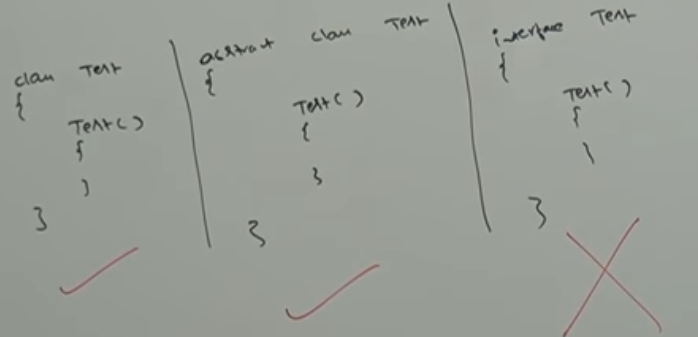 class Test
{
Test()
{
}
}
abstract class Test
{
Test()
{
}
}
interface Test
{
Test()
{
}
}